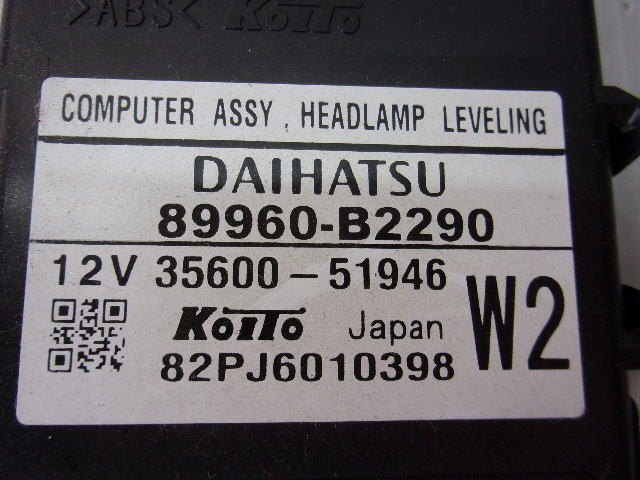 >ABS< KOITO
COMPUTER ASSY, HEADLAMP LEVELING
DAIHATSU
89960-B2290
12V 35600-51946
KOITO Japan W2
82PJ6010398